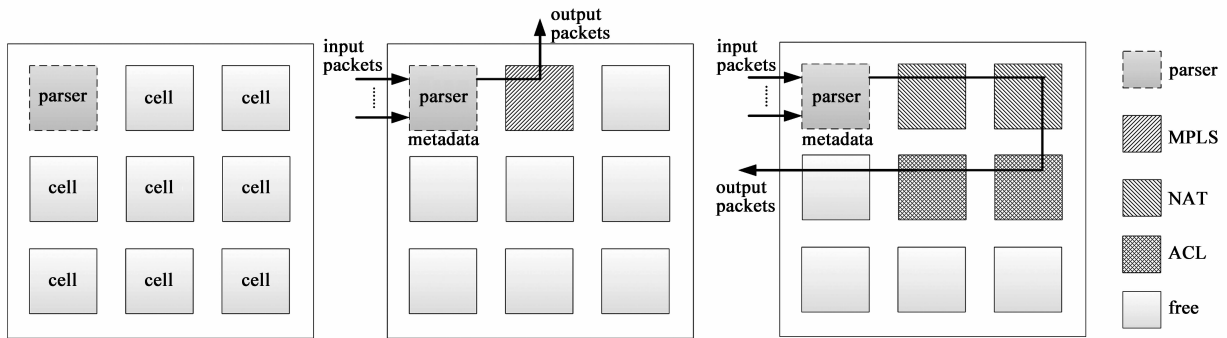 parser
cell
cell
cell
cell
cell
cell
cell
cell
input
packets
output
packets
parser
metadata
input
packets
parser
metadata
output
packets
parser
MPLS
NAT
ACL
free